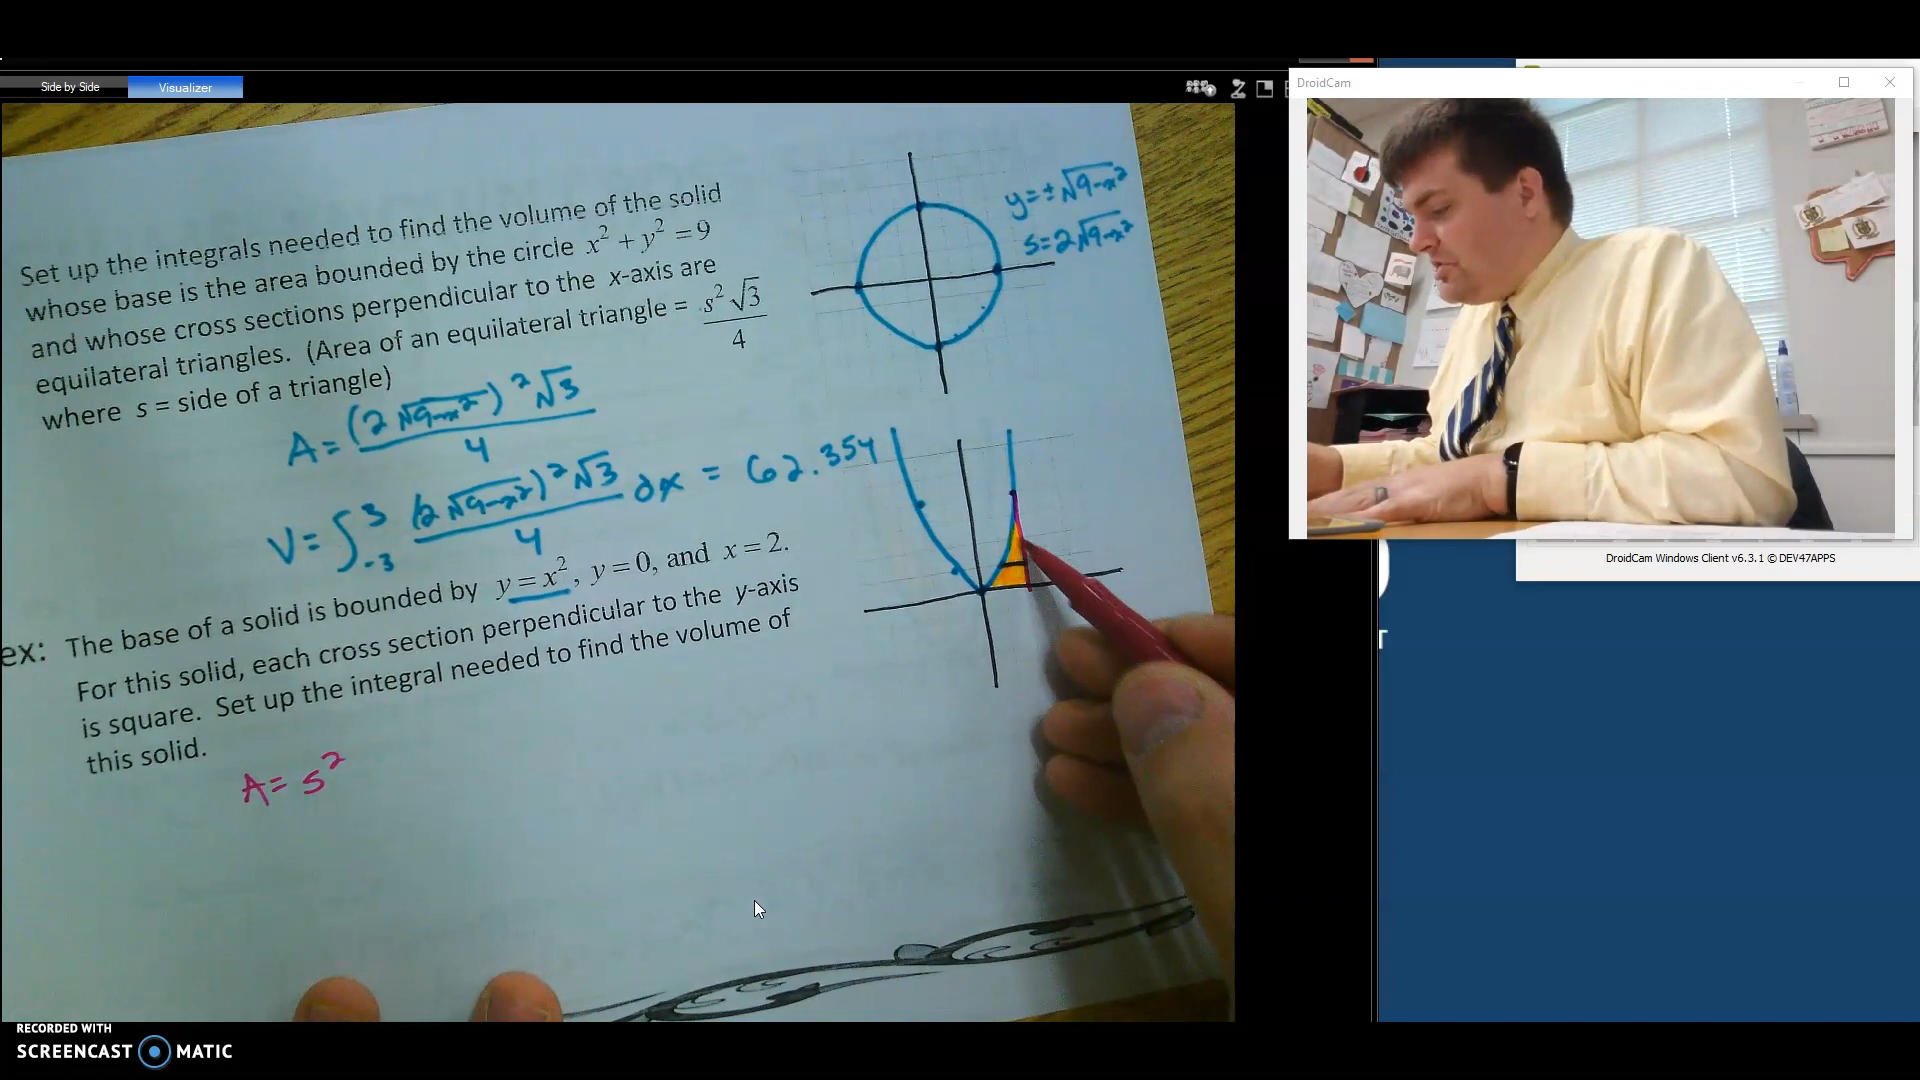 Side by Side
Visualizer
DroidCam
Set up the integrals needed to find the volume of the solid
whose base is the area bounded by the circle x² + y² = 9
and whose cross sections perpendicular to the x-axis are
equilateral triangles. (Area of an equilateral triangle = s²√3/4
where s = side of a triangle)
A = (2√9-x²)²√3/4
V = ∫₋₃³ (2√9-x²)²√3/4 dx = 62.354
y = ±√9-x²
s = 2√9-x²
ex: The base of a solid is bounded by y = x², y = 0, and x = 2.
For this solid, each cross section perpendicular to the y-axis
is square. Set up the integral needed to find the volume of
this solid.
A = s²
DroidCam Windows Client v6.3.1 © DEV47APPS
T
RECORDED WITH
SCREENCAST MATIC